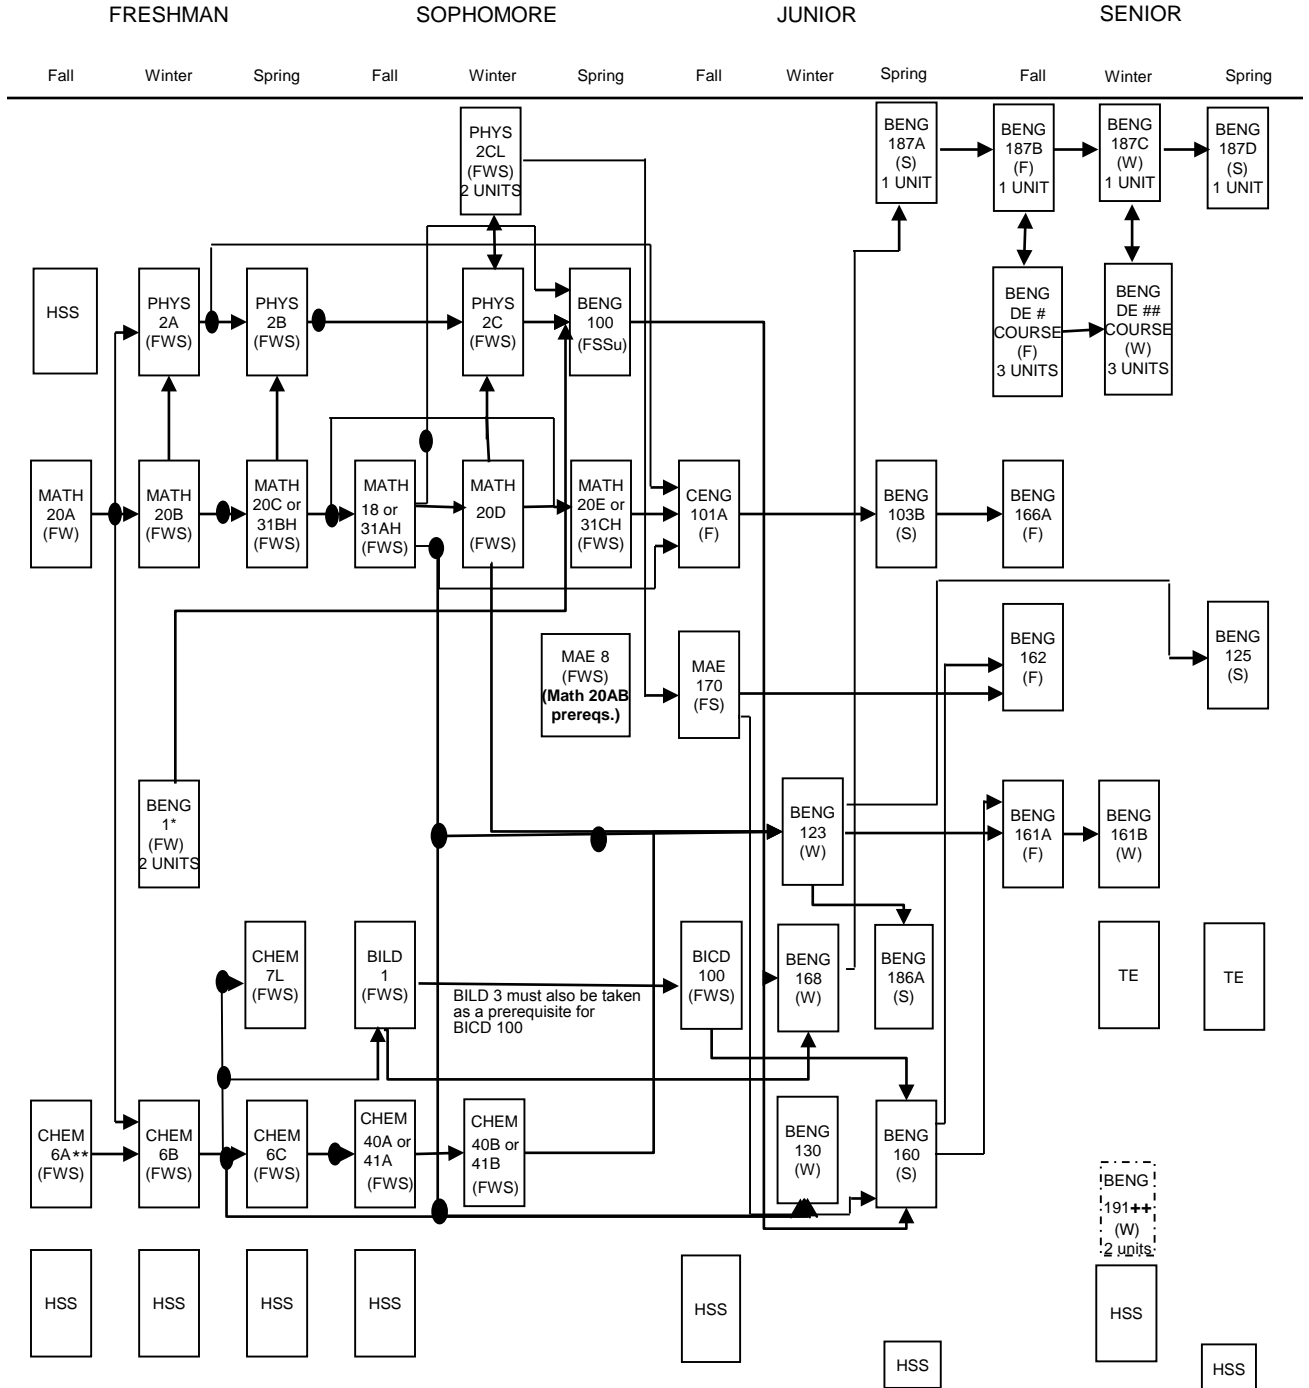 FRESHMAN SOPHOMORE JUNIOR SENIOR
Fall Winter Spring Fall Winter Spring Fall Winter Spring Fall Winter Spring
PHYS
2CL
(FWS)
2 UNITS
BENG
187A
(S)
1 UNIT
BENG
187B
(F)
1 UNIT
BENG
187C
(W)
1 UNIT
BENG
187D
(S)
1 UNIT
HSS
PHYS
2A
(FWS)
PHYS
2B
(FWS)
PHYS
2C
(FWS)
BENG
100
(FSSu)
BENG
DE #
COURSE
(F)
3 UNITS
BENG
DE ##
COURSE
(W)
3 UNITS
MATH
20A
(FW)
MATH
20B
(FWS)
MATH
20C or
31BH
(FWS)
MATH
18 or
31AH
(FWS)
MATH
20D
(FWS)
MATH
20E or
31CH
(FWS)
CENG
101A
(F)
BENG
103B
(S)
BENG
166A
(F)
MAE 8
(FWS)
(Math 20AB
prereqs.)
MAE
170
(FS)
BENG
162
(F)
BENG
125
(S)
BENG
1*
(FW)
2 UNITS
BENG
123
(W)
BENG
161A
(F)
BENG
161B
(W)
CHEM
7L
(FWS)
BILD
1
(FWS)
BILD 3 must also be taken
as a prerequisite for
BICD 100
BICD
100
(FWS)
BENG
168
(W)
BENG
186A
(S)
TE
TE
CHEM
6A**
(FWS)
CHEM
6B
(FWS)
CHEM
6C
(FWS)
CHEM
40A or
41A
(FWS)
CHEM
40B or
41B
(FWS)
BENG
130
(W)
BENG
160
(S)
BENG
191++
(W)
2 units
HSS
HSS
HSS
HSS
HSS
HSS
HSS
HSS